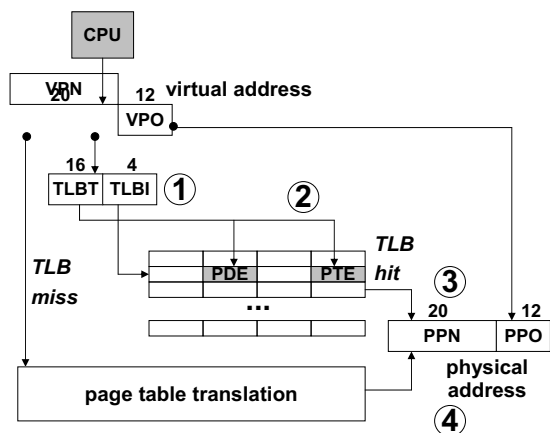 CPU
VPN
20
12
virtual address
VPO
16 4
TLBT TLBI
1
2
TLB
miss
PDE
PTE
TLB
hit
...
3
20 12
PPN PPO
page table translation
physical
address
4